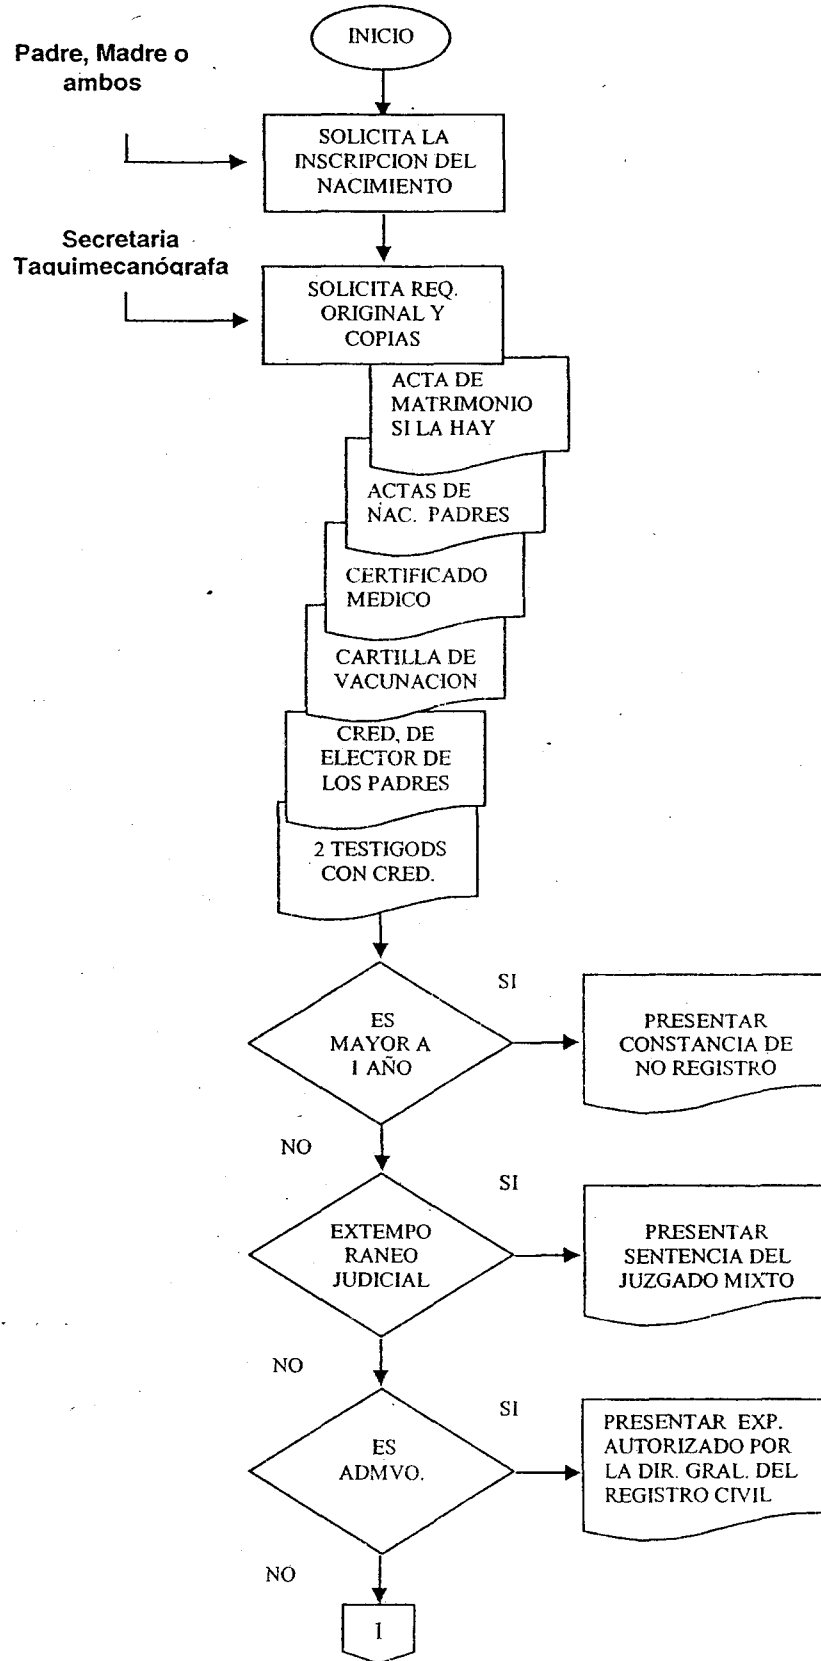 INICIO
Padre, Madre o
ambos
SOLICITA LA
INSCRIPCION DEL
NACIMIENTO
Secretaria
Taquimecanógrafa
SOLICITA REQ.
ORIGINAL Y
COPIAS
ACTA DE
MATRIMONIO
SI LA HAY
ACTAS DE
NAC. PADRES
CERTIFICADO
MEDICO
CARTILLA DE
VACUNACION
CRED, DE
ELECTOR DE
LOS PADRES
2 TESTIGODS
CON CRED.
ES
MAYOR A
1 AÑO
SI
PRESENTAR
CONSTANCIA DE
NO REGISTRO
NO
EXTEMPO
RANEO
JUDICIAL
SI
PRESENTAR
SENTENCIA DEL
JUZGADO MIXTO
NO
ES
ADMVO.
SI
PRESENTAR EXP.
AUTORIZADO POR
LA DIR. GRAL. DEL
REGISTRO CIVIL
NO
1